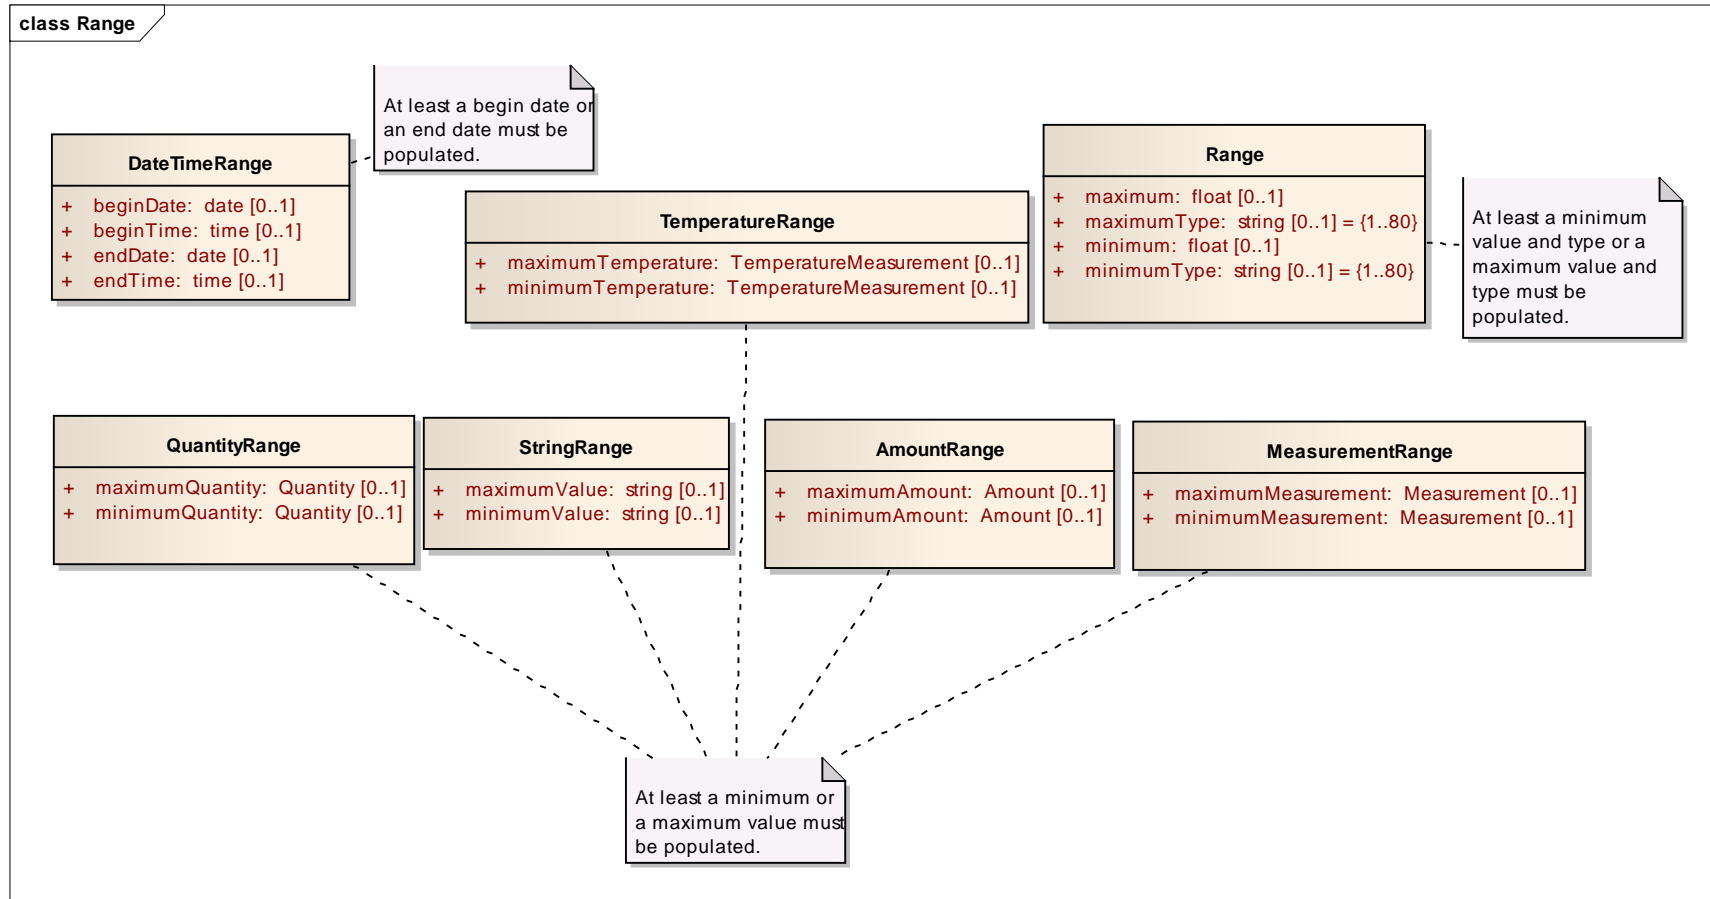 class Range
At least a begin date or
an end date must be
populated.
DateTimeRange
+ beginDate: date [0..1]
+ beginTime: time [0..1]
+ endDate: date [0..1]
+ endTime: time [0..1]
TemperatureRange
+ maximumTemperature: TemperatureMeasurement [0..1]
+ minimumTemperature: TemperatureMeasurement [0..1]
Range
+ maximum: float [0..1]
+ maximumType: string [0..1] = {1..80}
+ minimum: float [0..1]
+ minimumType: string [0..1] = {1..80}
At least a minimum
value and type or a
maximum value and
type must be
populated.
QuantityRange
+ maximumQuantity: Quantity [0..1]
+ minimumQuantity: Quantity [0..1]
StringRange
+ maximumValue: string [0..1]
+ minimumValue: string [0..1]
AmountRange
+ maximumAmount: Amount [0..1]
+ minimumAmount: Amount [0..1]
MeasurementRange
+ maximumMeasurement: Measurement [0..1]
+ minimumMeasurement: Measurement [0..1]
At least a minimum or
a maximum value must
be populated.